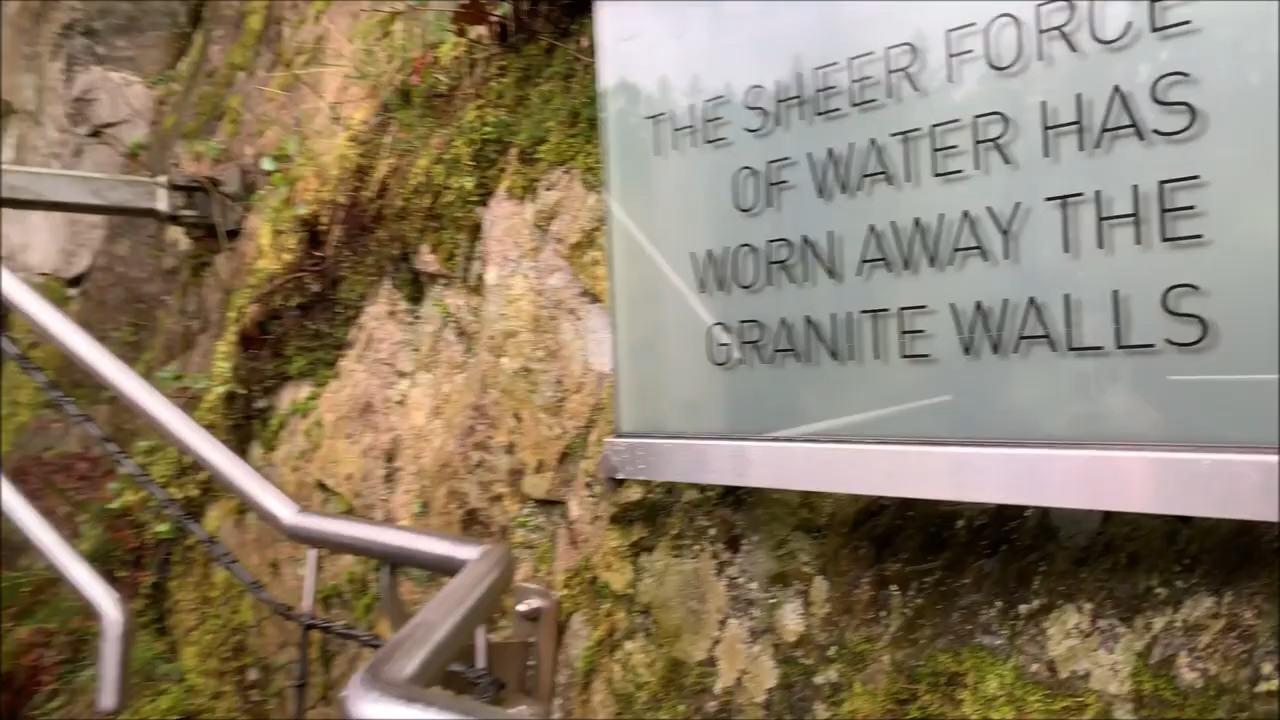 THE SHEER FORCE
OF WATER HAS
WORN AWAY THE
GRANITE WALLS